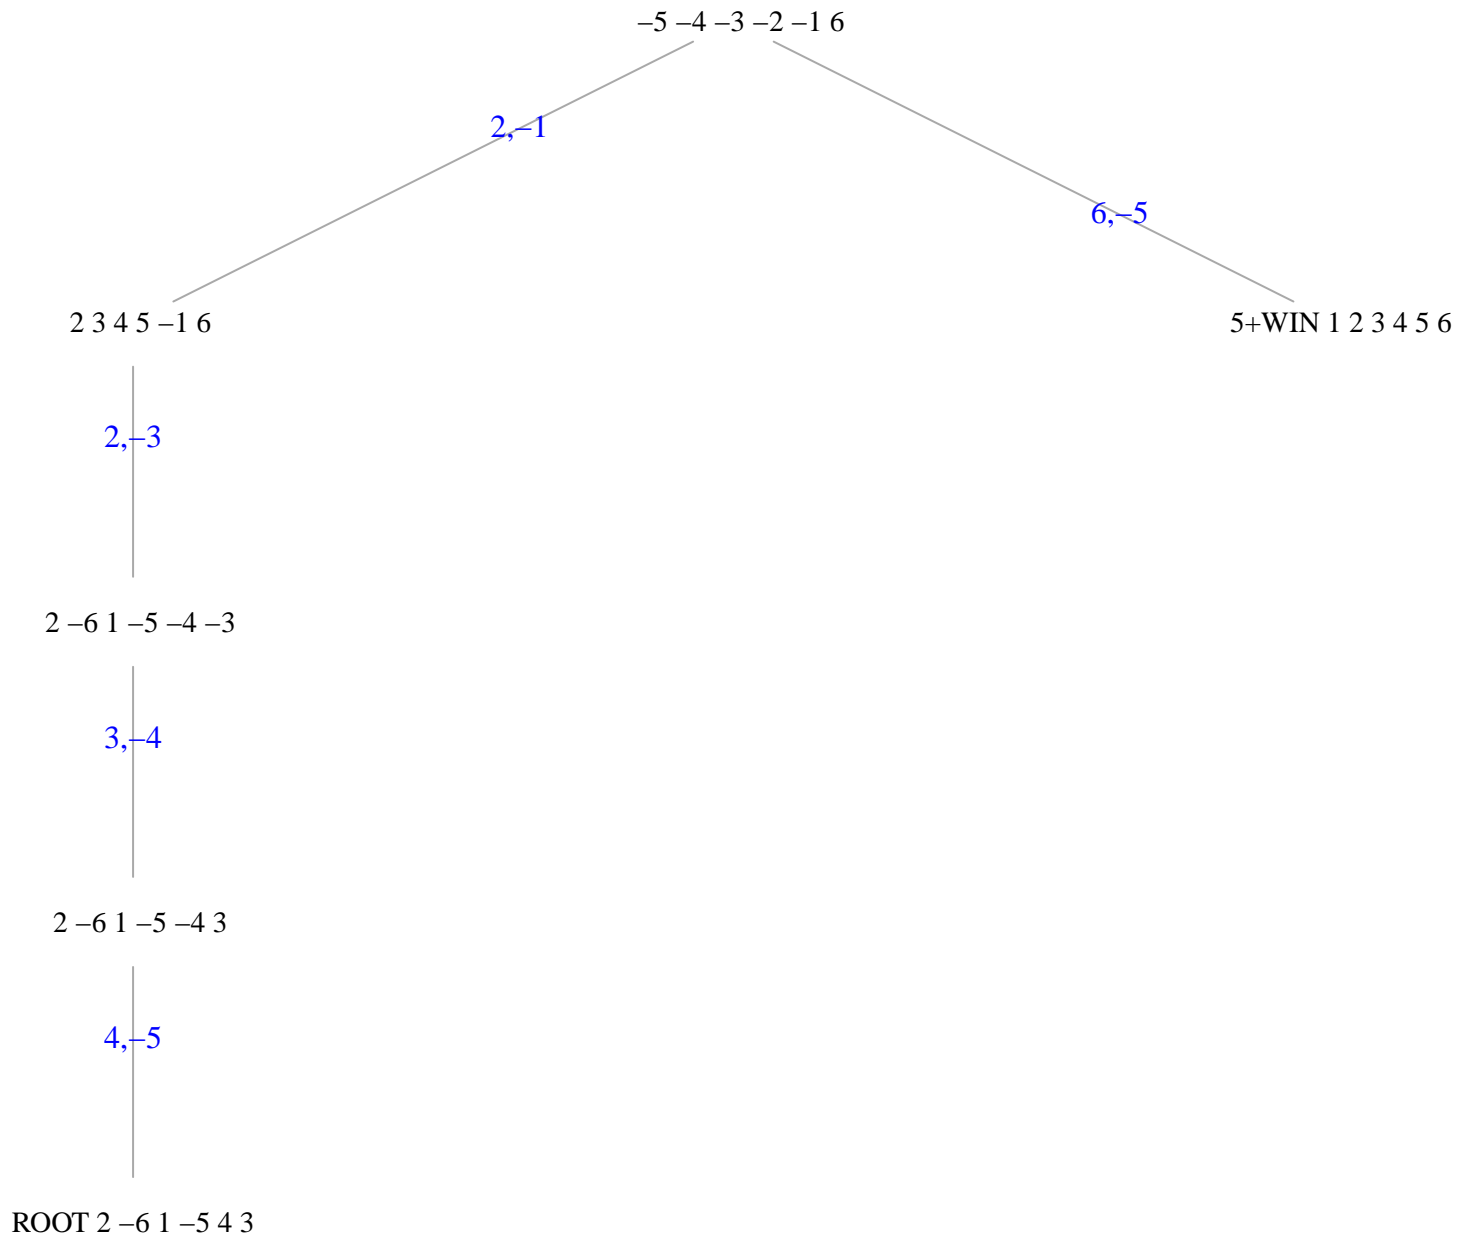 –5 –4 –3 –2 –1 6
2,–1
6,–5
2 3 4 5 –1 6
5+WIN 1 2 3 4 5 6
2,–3
2 –6 1 –5 –4 –3
3,–4
2 –6 1 –5 –4 3
4,–5
ROOT 2 –6 1 –5 4 3